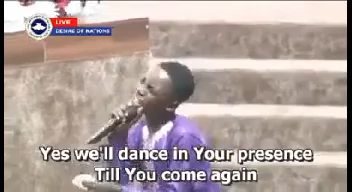 LIVE
DESIRE OF NATIONS
Yes we'll dance in Your presence
Till You come again